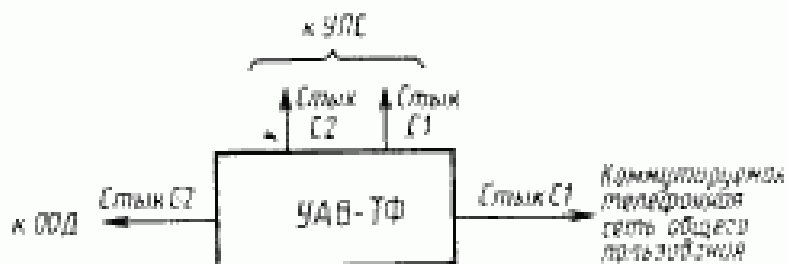 к УПС
Стык
С2
Стык
С1
Стык С2
к ООД
УАВ-ТФ
Стык С1
Коммутируемая
телефонная
сеть общего
пользования